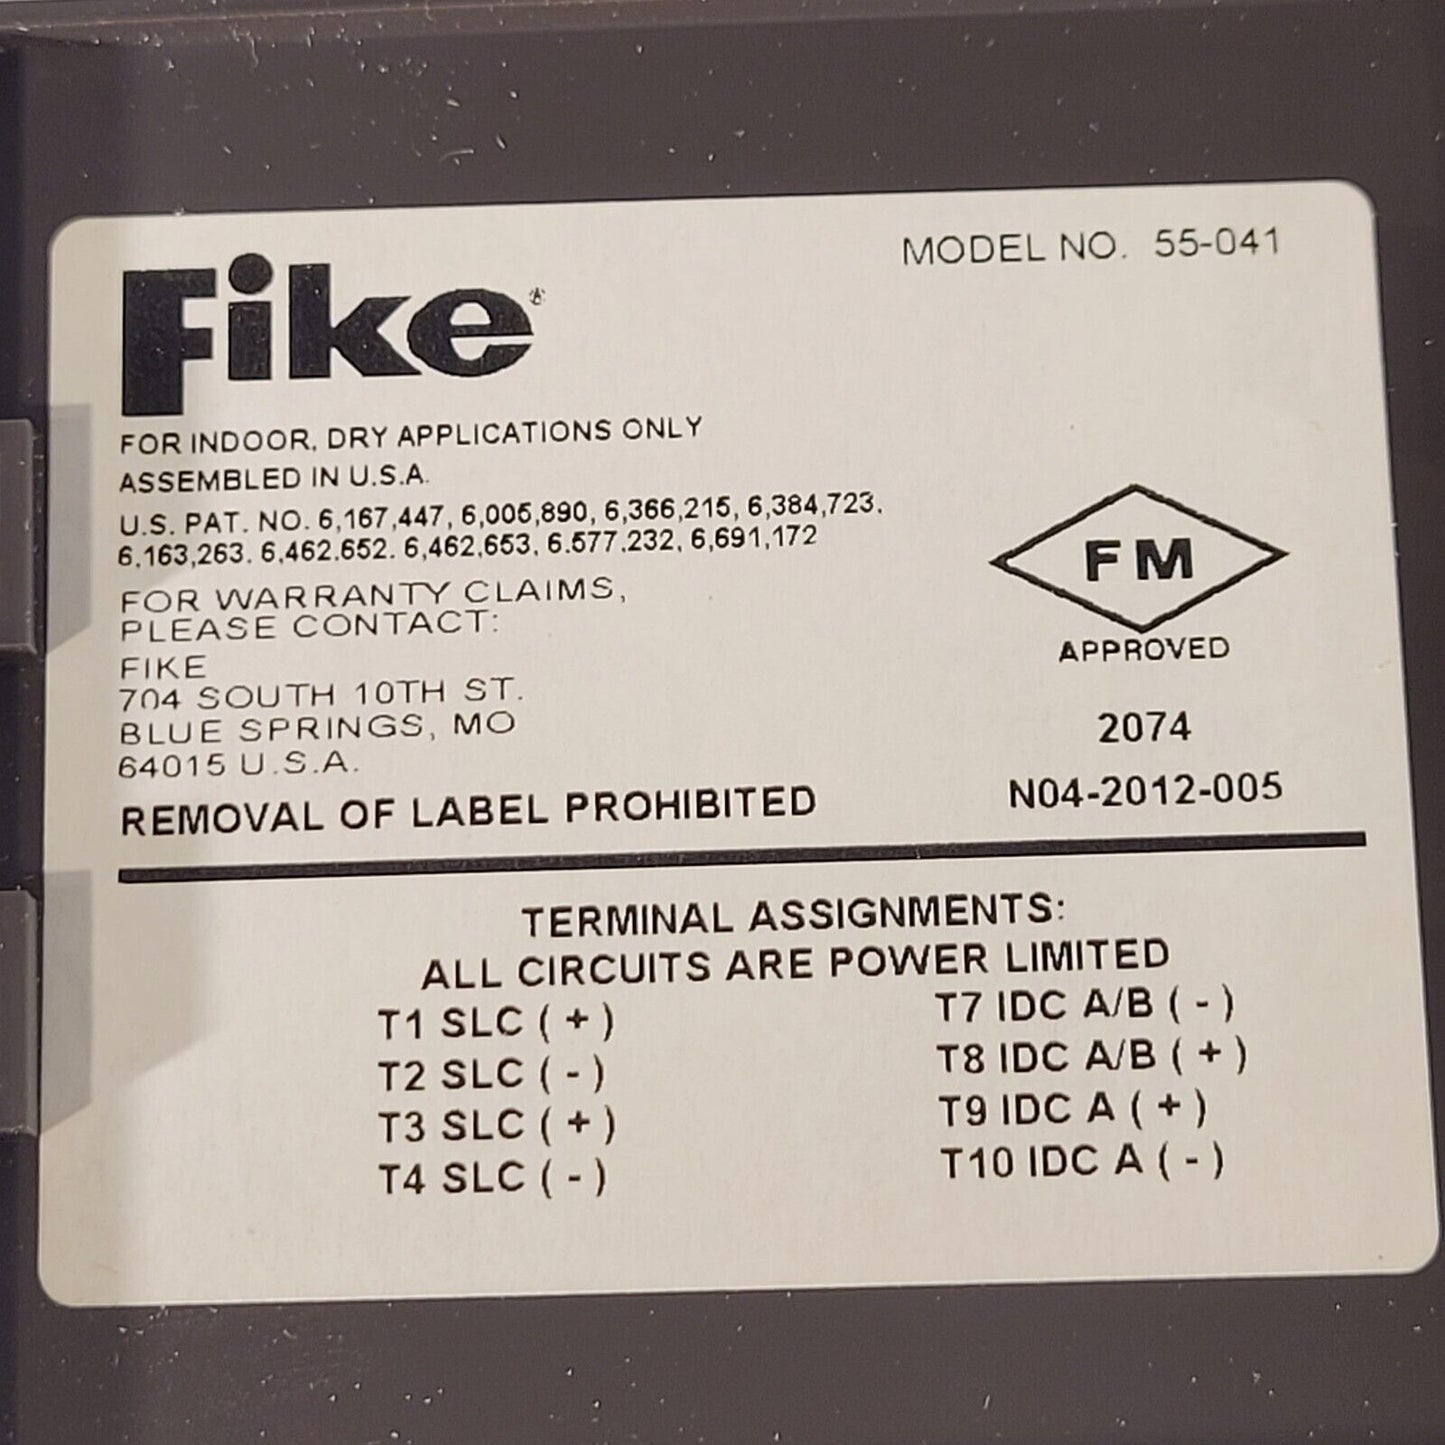 Fike®
MODEL NO. 55-041
FOR INDOOR, DRY APPLICATIONS ONLY
ASSEMBLED IN U.S.A.
U.S. PAT. NO. 6,167,447, 6,005,890, 6,366,215, 6,384,723,
6,163,263, 6,462,652, 6,462,653, 6,577,232, 6,691,172
FOR WARRANTY CLAIMS,
PLEASE CONTACT:
FIKE
704 SOUTH 10TH ST.
BLUE SPRINGS, MO
64015 U.S.A.
REMOVAL OF LABEL PROHIBITED
FM
APPROVED
2074
N04-2012-005
TERMINAL ASSIGNMENTS:
ALL CIRCUITS ARE POWER LIMITED
T1 SLC ( + )
T2 SLC ( - )
T3 SLC ( + )
T4 SLC ( - )
T7 IDC A/B ( - )
T8 IDC A/B ( + )
T9 IDC A ( + )
T10 IDC A ( - )